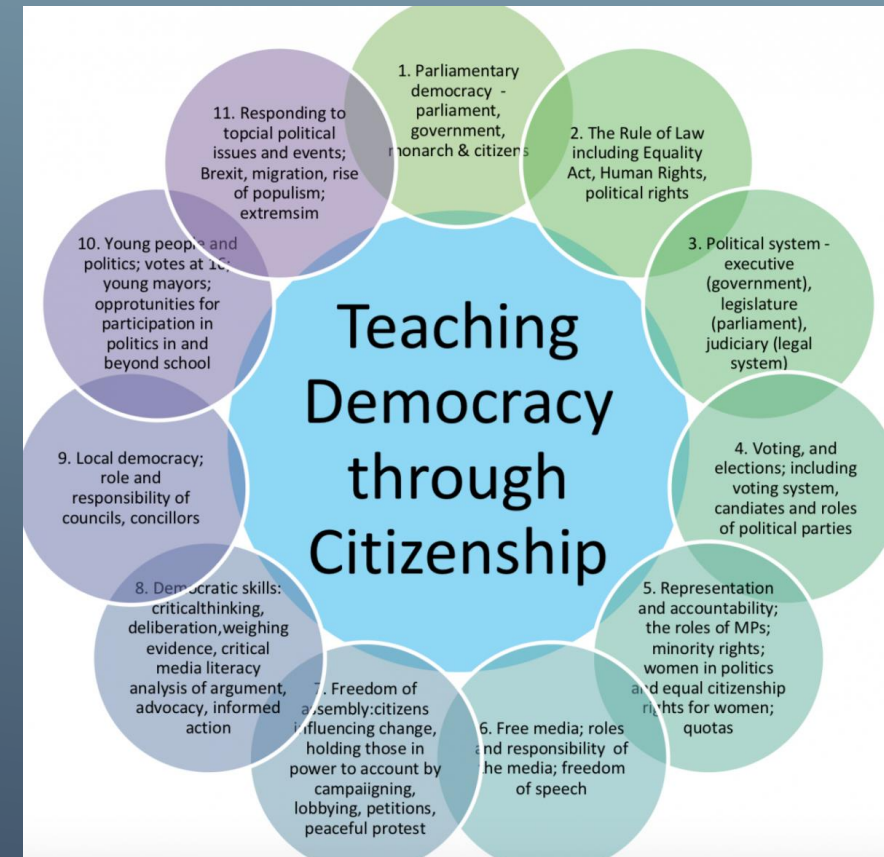 Teaching
Democracy
through
Citizenship
1. Parliamentary
democracy -
parliament,
government,
monarch & citizens
2. The Rule of Law
including Equality
Act, Human Rights,
political rights
3. Political system -
executive
(government),
legislature
(parliament),
judiciary (legal
system)
4. Voting, and
elections; including
voting system,
candiates and roles
of political parties
5. Representation
and accountability;
the roles of MPs;
minority rights;
women in politics
and equal citizenship
rights for women;
quotas
6. Free media; roles
and responsibility of
the media; freedom
of speech
7. Freedom of
assembly:citizens
influencing change,
holding those in
power to account by
campaiigning,
lobbying, petitions,
peaceful protest
8. Democratic skills:
criticalthinking,
deliberation,weighing
evidence, critical
media literacy
analysis of argument,
advocacy, informed
action
9. Local democracy;
role and
responsibility of
councils, concillors
10. Young people and
politics; votes at 16;
young mayors;
opprotunities for
participation in
politics in and
beyond school
11. Responding to
topcial political
issues and events;
Brexit, migration, rise
of populism;
extremsim